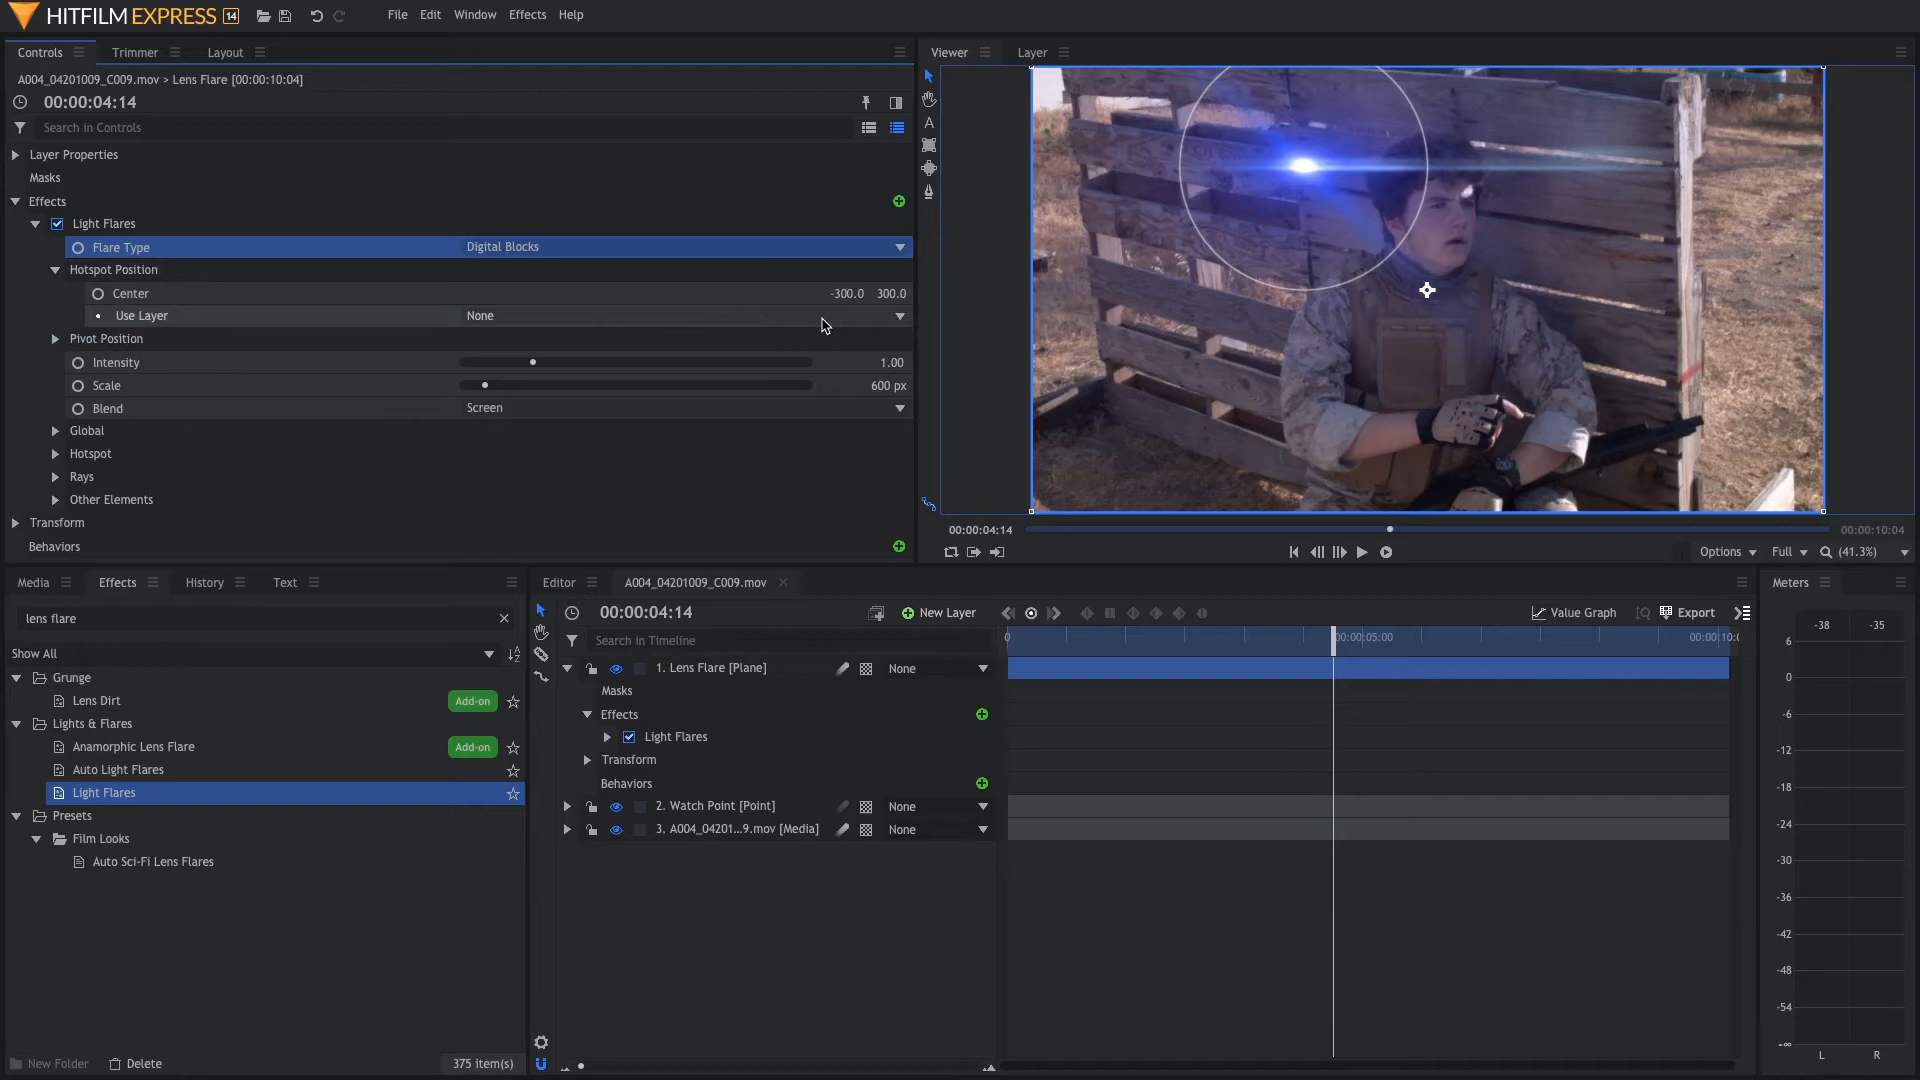 HITFILM EXPRESS 14
File Edit Window Effects Help
Controls Trimmer Layout
A004_04201009_C009.mov > Lens Flare [00:00:10:04]
00:00:04:14
Search in Controls
Layer Properties
Masks
Effects
Light Flares
Flare Type Digital Blocks
Hotspot Position
Center -300.0 300.0
Use Layer None
Pivot Position
Intensity 1.00
Scale 600 px
Blend Screen
Global
Hotspot
Rays
Other Elements
Transform
Behaviors
Viewer Layer
A
00:00:04:14 00:00:10:04
Options Full (41.3%)
Media Effects History Text
lens flare
Show All
Grunge
Lens Dirt Add-on
Lights & Flares
Anamorphic Lens Flare Add-on
Auto Light Flares
Light Flares
Presets
Film Looks
Auto Sci-Fi Lens Flares
New Folder Delete 375 item(s)
Editor A004_04201009_C009.mov
00:00:04:14 New Layer Value Graph Export
Search in Timeline 0 00:00:05:00 00:00:10:0
1. Lens Flare [Plane] None
Masks
Effects
Light Flares
Transform
Behaviors
2. Watch Point [Point] None
3. A004_04201...9.mov [Media] None
Meters
-38 -35
6
0
-6
-12
-18
-24
-30
-36
-42
-48
-54
-∞
L R